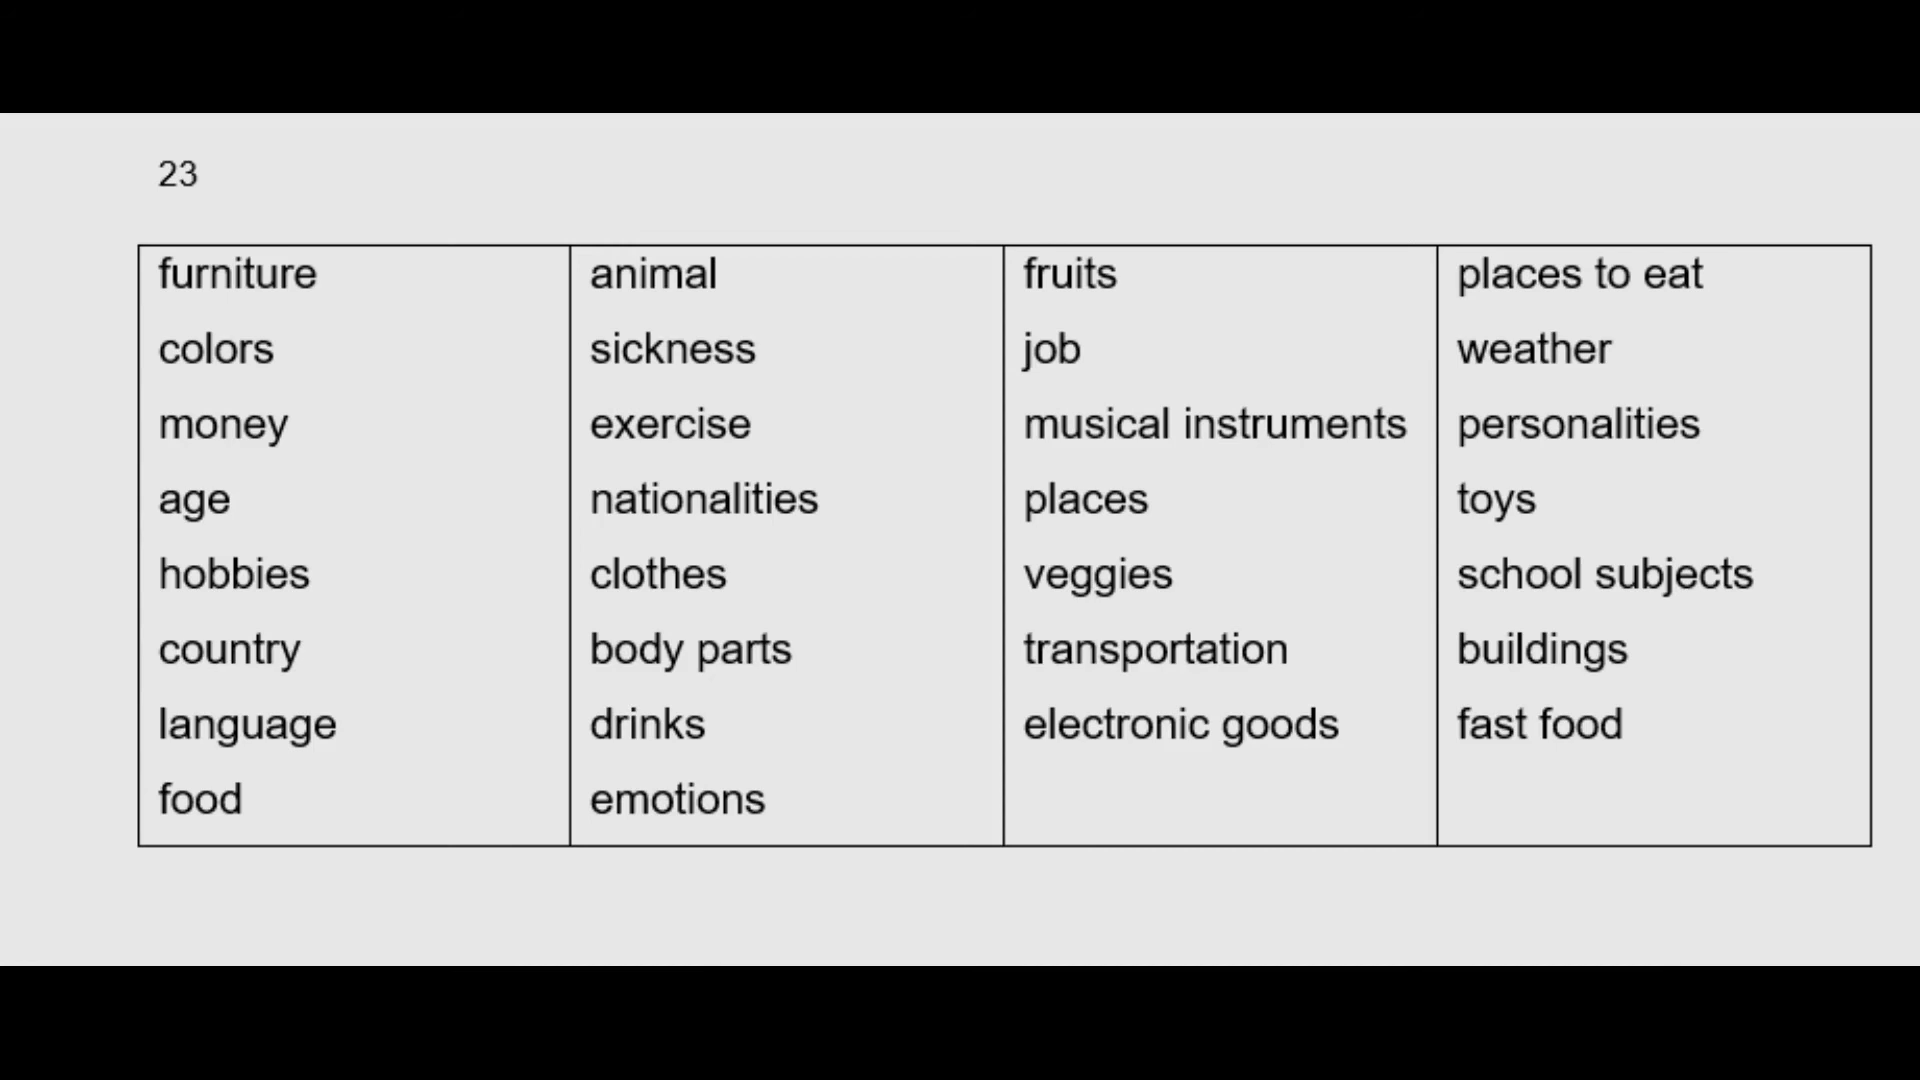 23
furniture
colors
money
age
hobbies
country
language
food
animal
sickness
exercise
nationalities
clothes
body parts
drinks
emotions
fruits
job
musical instruments
places
veggies
transportation
electronic goods
places to eat
weather
personalities
toys
school subjects
buildings
fast food